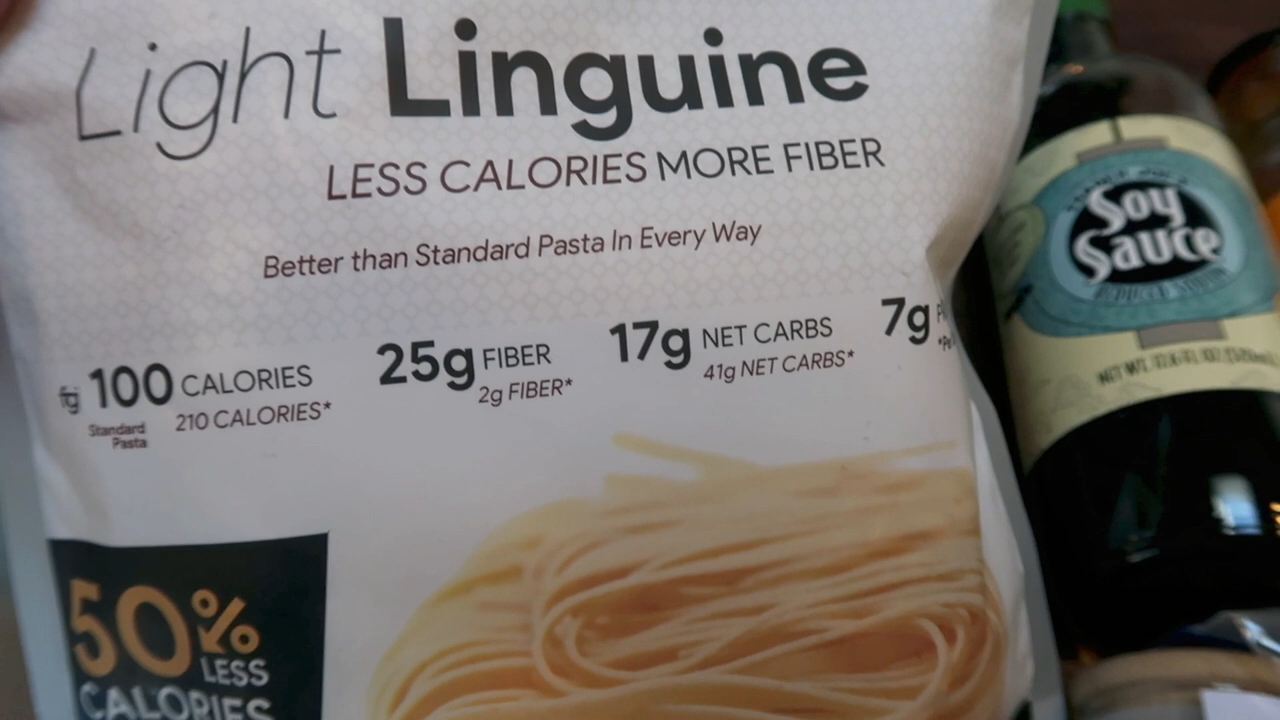 Light Linguine
LESS CALORIES MORE FIBER
Better than Standard Pasta In Every Way
100 CALORIES
Standard
Pasta
210 CALORIES*
25g FIBER
2g FIBER*
17g NET CARBS
41g NET CARBS*
7g
50%
LESS
CALORIES
Soy
Sauce